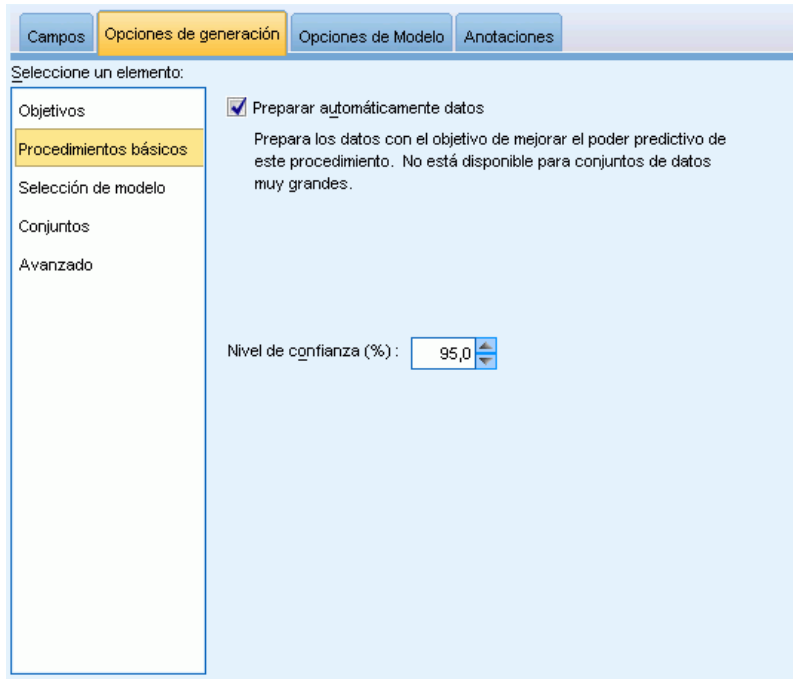 Campos
Opciones de generación
Opciones de Modelo
Anotaciones
Seleccione un elemento:
Objetivos
Procedimientos básicos
Selección de modelo
Conjuntos
Avanzado
Preparar automáticamente datos
Prepara los datos con el objetivo de mejorar el poder predictivo de
este procedimiento. No está disponible para conjuntos de datos
muy grandes.
Nivel de confianza (%) : 95,0